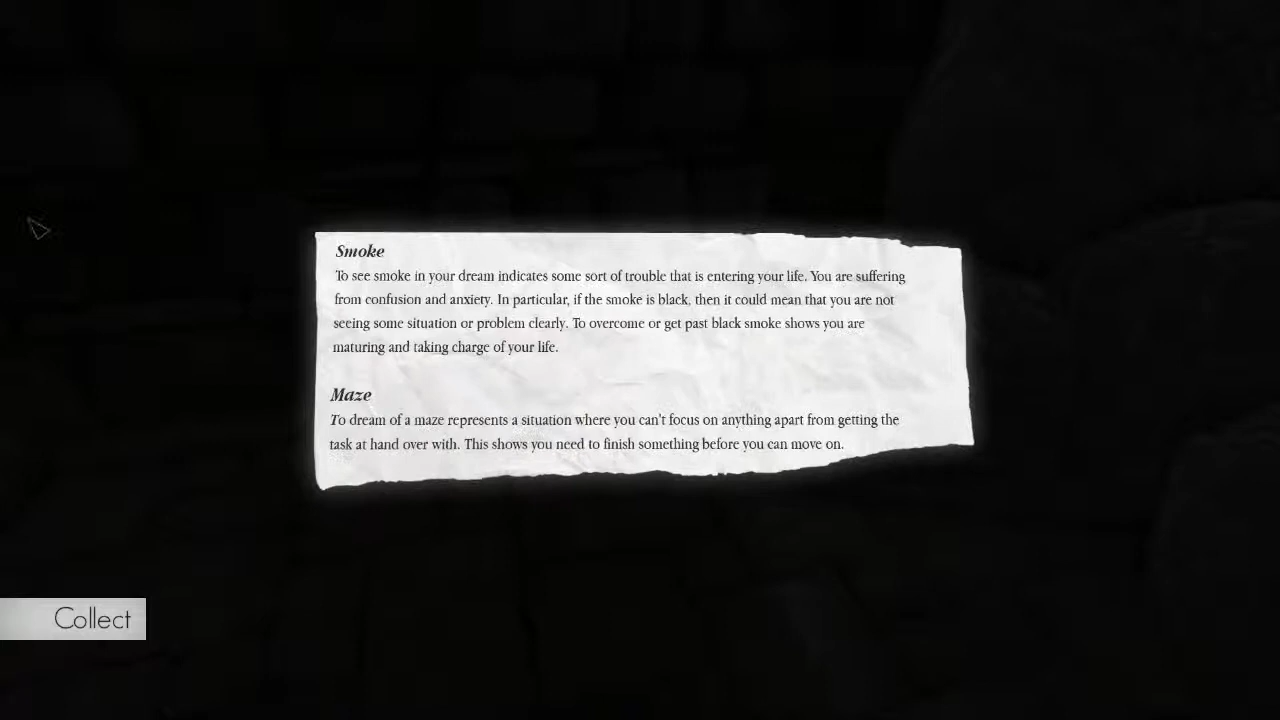 Smoke
To see smoke in your dream indicates some sort of trouble that is entering your life. You are suffering
from confusion and anxiety. In particular, if the smoke is black, then it could mean that you are not
seeing some situation or problem clearly. To overcome or get past black smoke shows you are
maturing and taking charge of your life.
Maze
To dream of a maze represents a situation where you can't focus on anything apart from getting the
task at hand over with. This shows you need to finish something before you can move on.
Collect